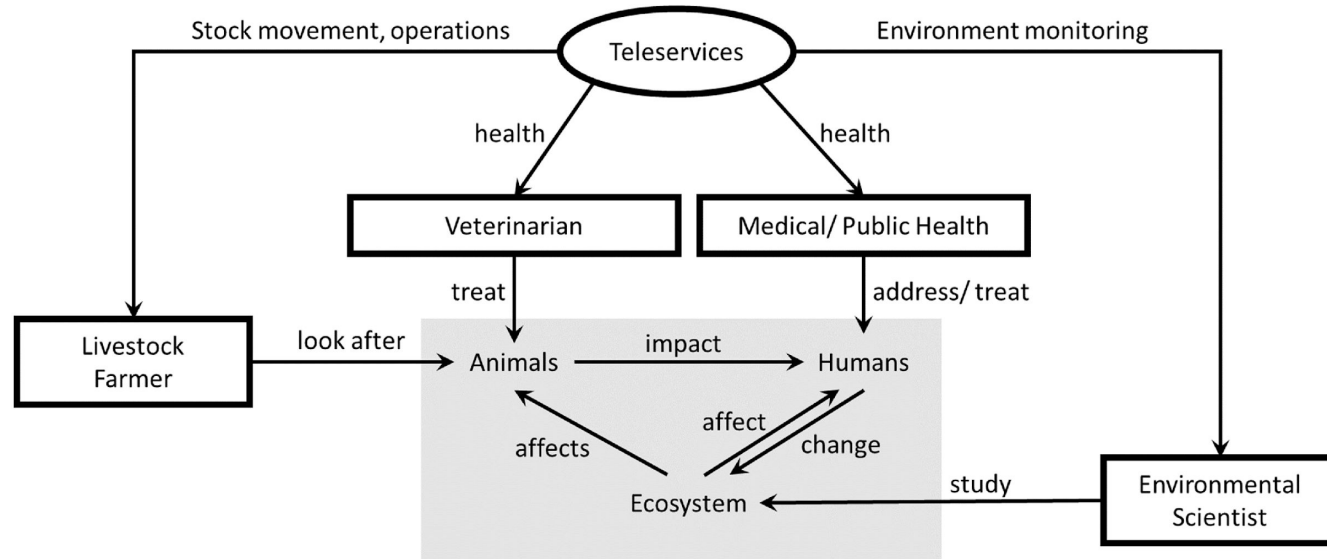 Stock movement, operations
Teleservices
Environment monitoring
health
health
Veterinarian
Medical/ Public Health
treat
address/ treat
Livestock
Farmer
look after
Animals
impact
Humans
affects
affect
change
Ecosystem
study
Environmental
Scientist